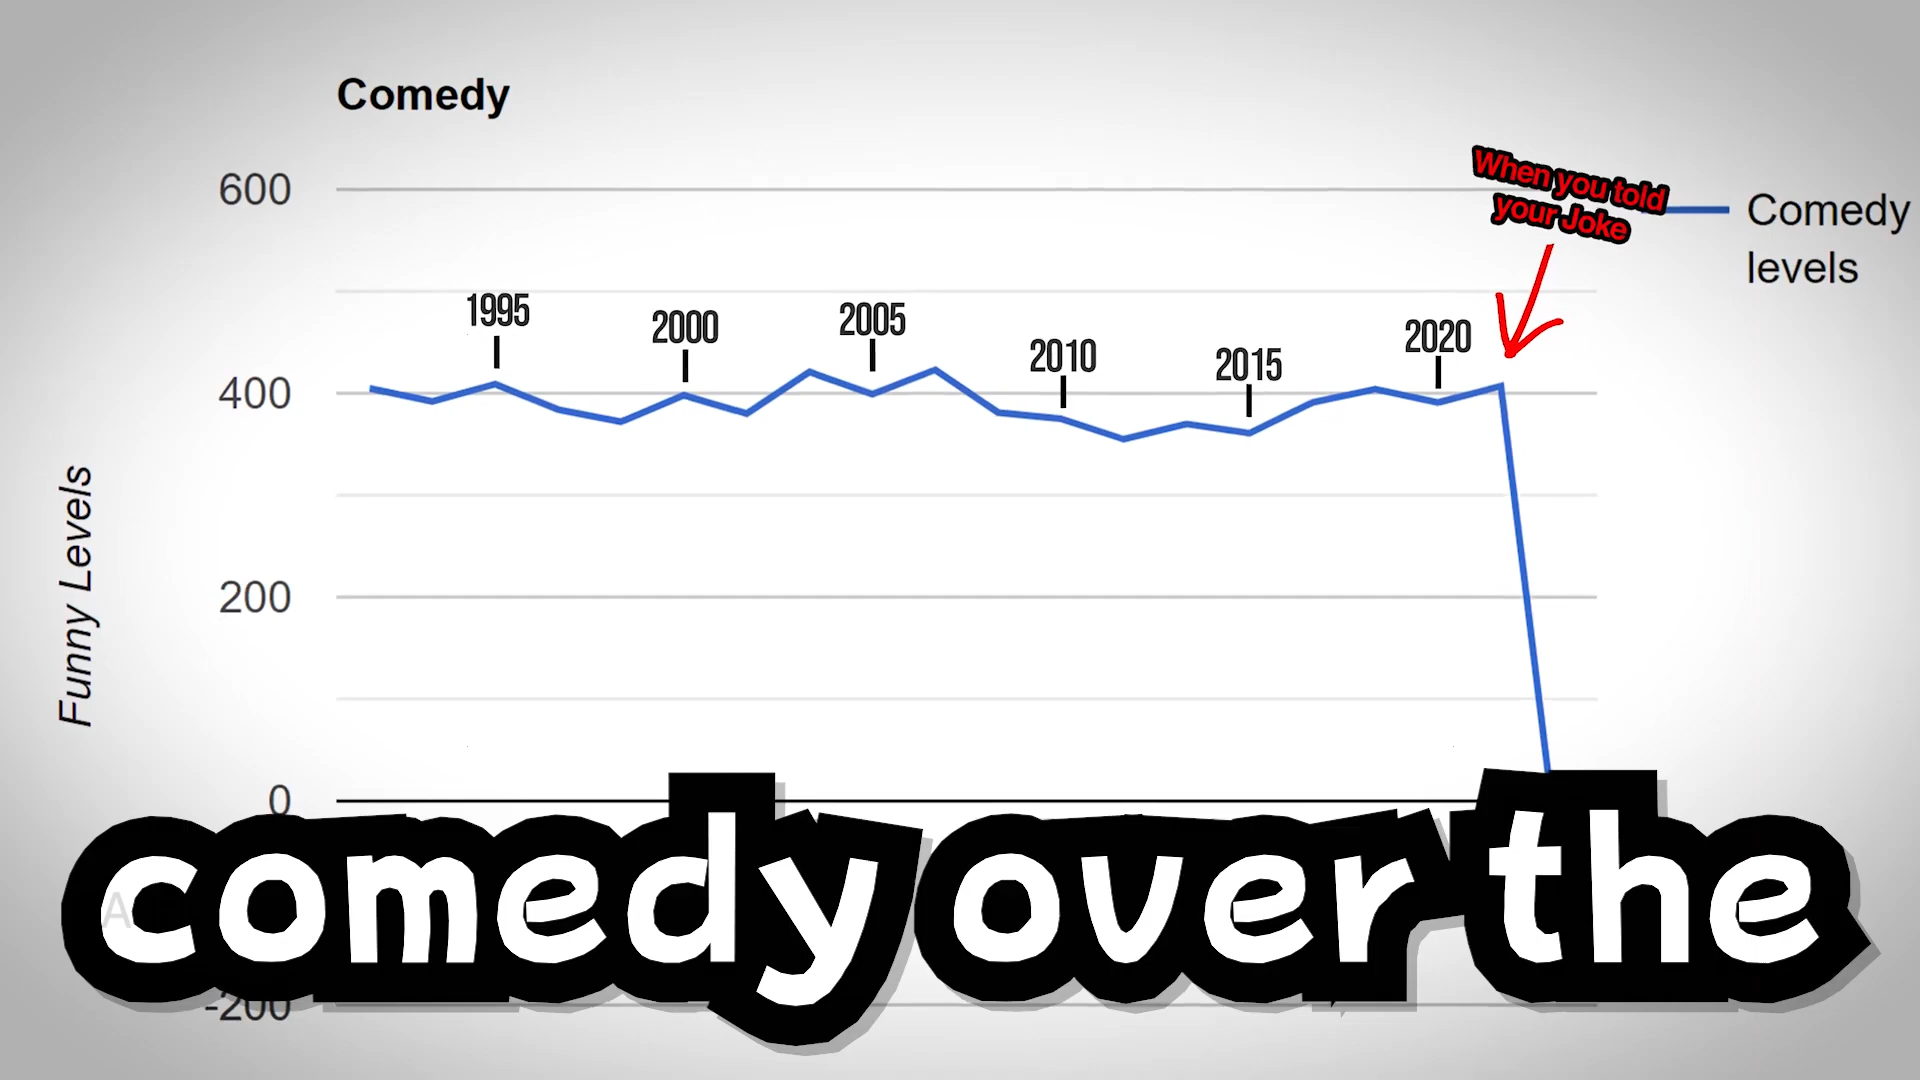 Comedy
600
When you told
your Joke
Comedy
levels
1995
2000
2005
2010
2015
2020
400
Funny Levels
200
0
comedy over the
-200